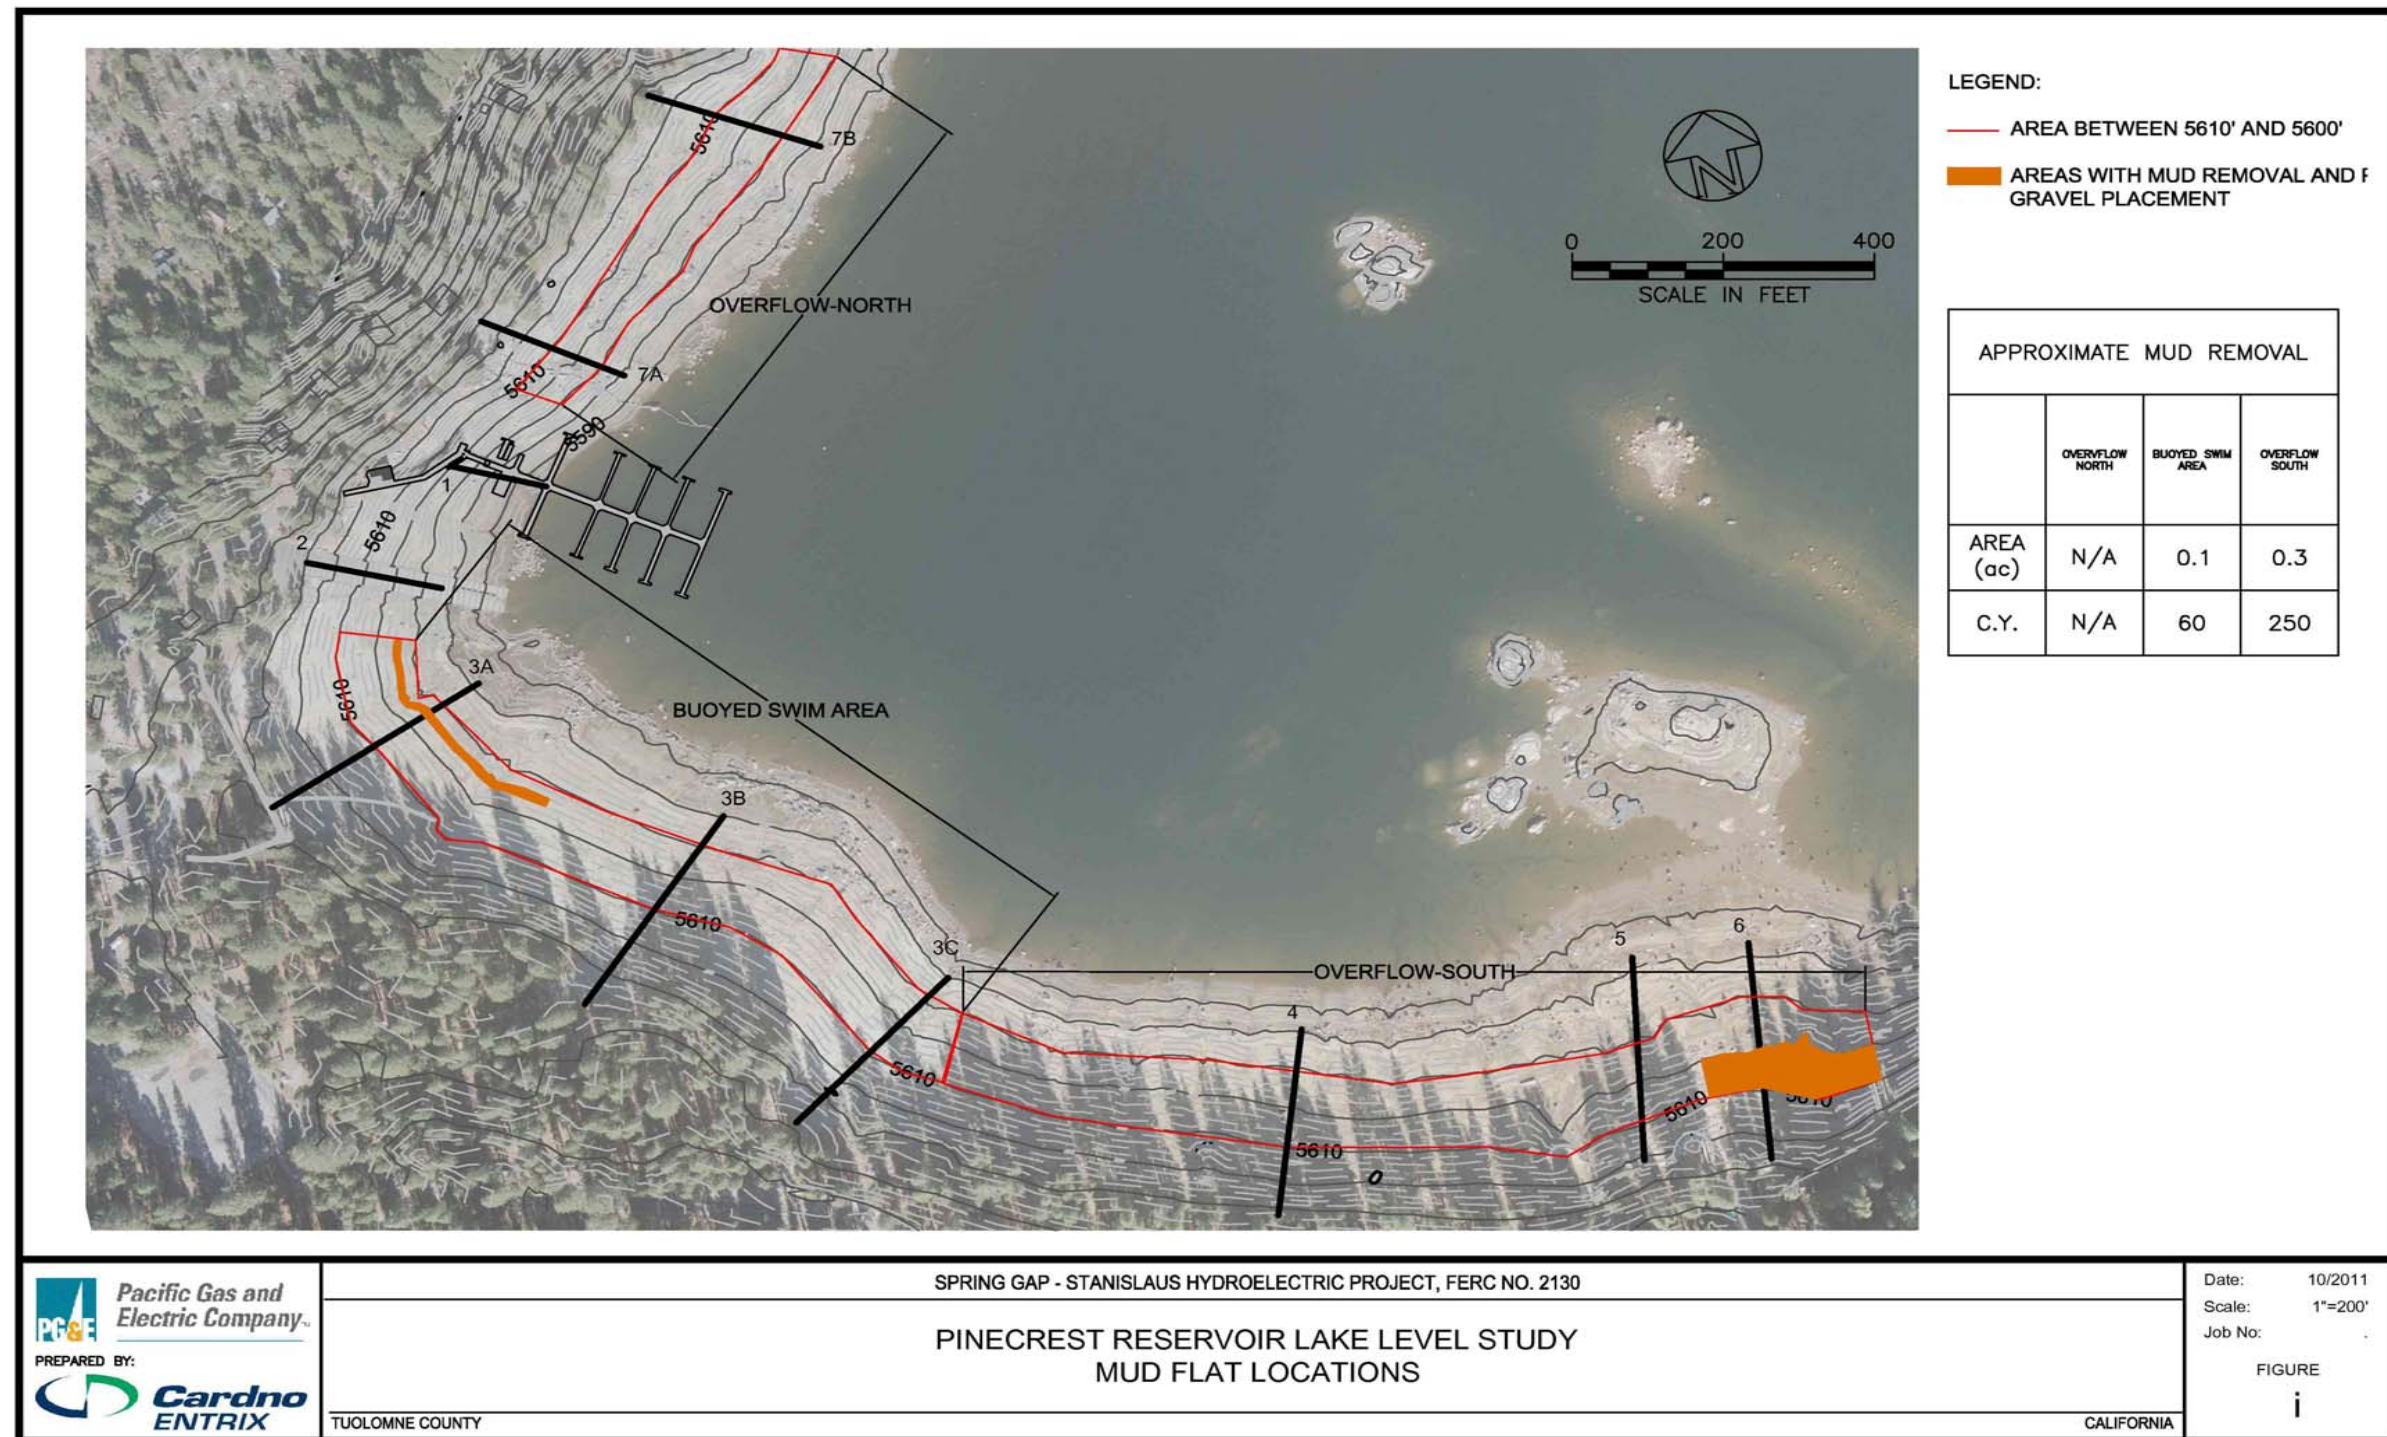 LEGEND:
AREA BETWEEN 5610' AND 5600'
AREAS WITH MUD REMOVAL AND
GRAVEL PLACEMENT
7B
5610
OVERFLOW-NORTH
7A
5610
5590
1
5610
2
3A
5610
BUOYED SWIM AREA
3B
5610
3C
5610
OVERFLOW-SOUTH
4
5610
5
6
5610
5610
N
0 200 400
SCALE IN FEET
APPROXIMATE MUD REMOVAL
OVERVFLOW NORTH
BUOYED SWIM AREA
OVERFLOW SOUTH
AREA (ac) N/A 0.1 0.3
C.Y. N/A 60 250
PG&E
Pacific Gas and
Electric Company
PREPARED BY:
Cardno
ENTRIX
SPRING GAP - STANISLAUS HYDROELECTRIC PROJECT, FERC NO. 2130
PINECREST RESERVOIR LAKE LEVEL STUDY
MUD FLAT LOCATIONS
TUOLOMNE COUNTY
CALIFORNIA
Date: 10/2011
Scale: 1"=200'
Job No: .
FIGURE
i